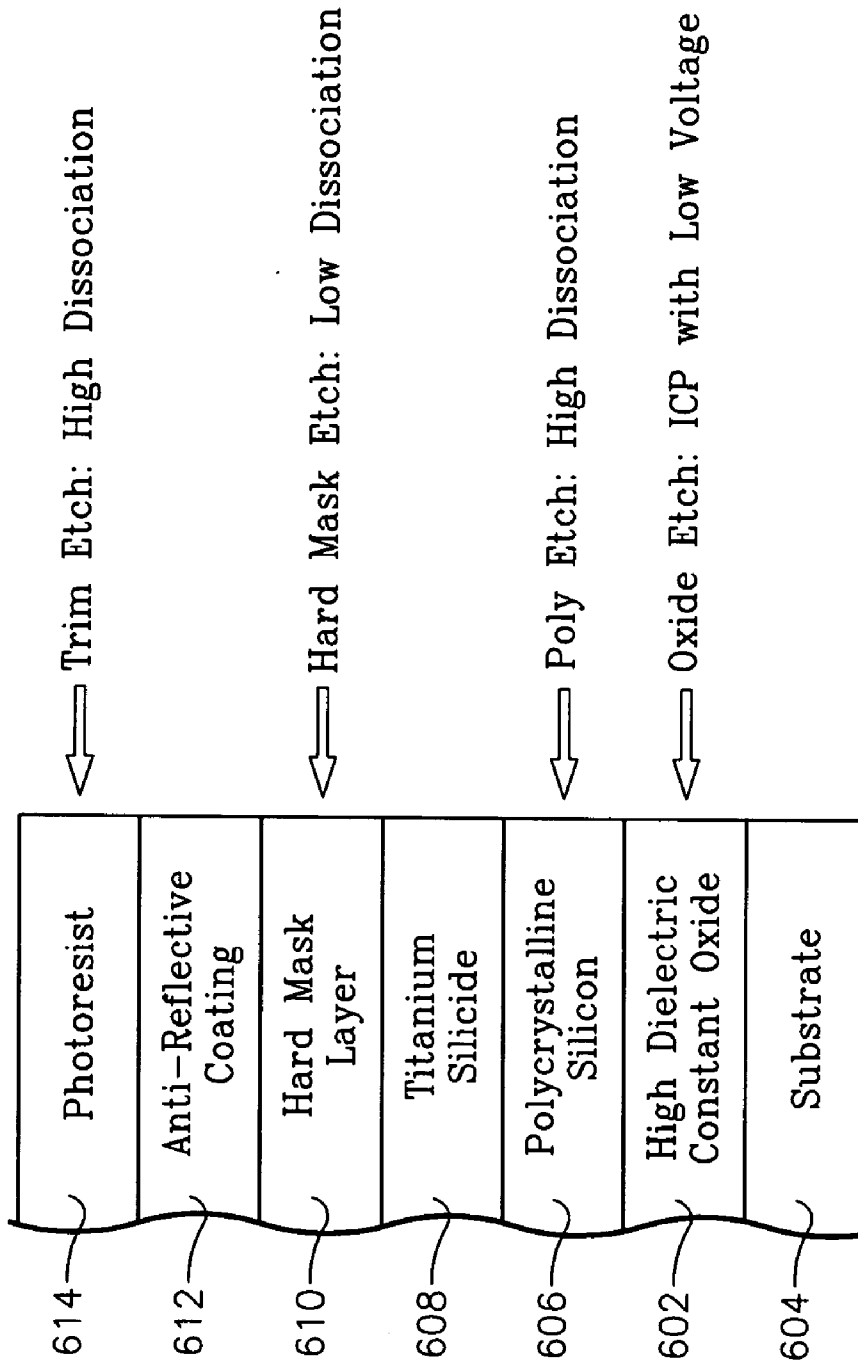 614
Photoresist
Trim Etch: High Dissociation
612
Anti-Reflective
Coating
610
Hard Mask
Layer
Hard Mask Etch: Low Dissociation
608
Titanium
Silicide
606
Polycrystalline
Silicon
Poly Etch: High Dissociation
602
High Dielectric
Constant Oxide
Oxide Etch: ICP with Low Voltage
604
Substrate